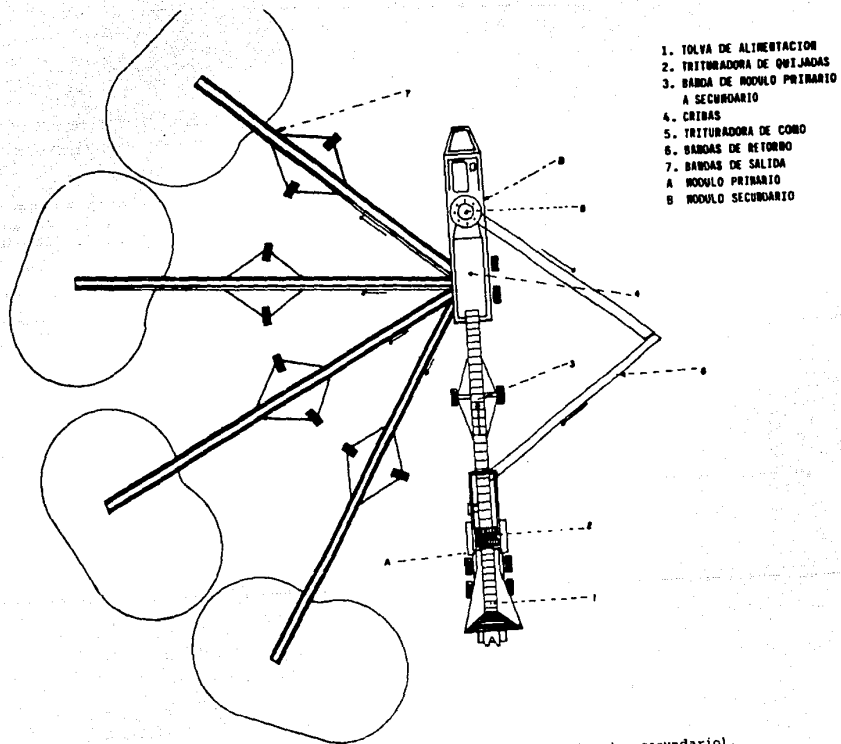 1. TOLVA DE ALIMENTACION
2. TRITURADORA DE QUIJADAS
3. BANDA DE MODULO PRIMARIO
A SECUNDARIO
4. CRIBAS
5. TRITURADORA DE CONO
6. BANDAS DE RETORNO
7. BANDAS DE SALIDA
A MODULO PRIMARIO
B MODULO SECUNDARIO
7
B
4
3
6
2
A
1
secundario).